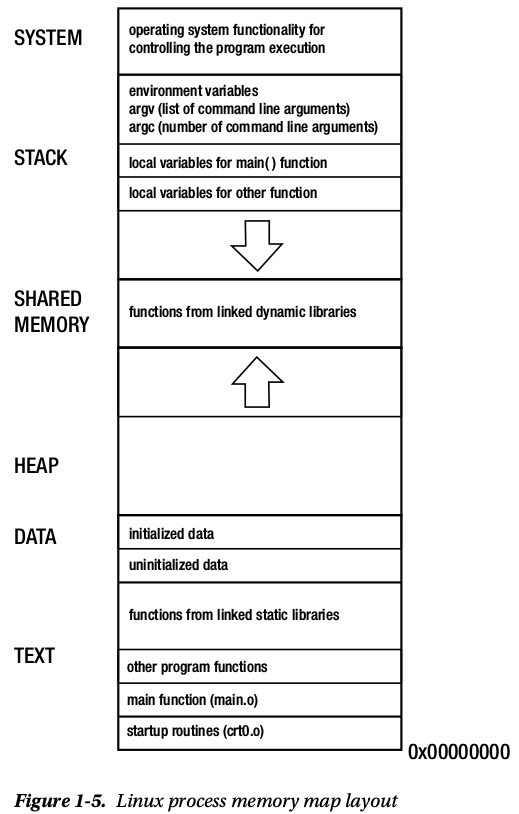 SYSTEM
operating system functionality for
controlling the program execution
environment variables
argv (list of command line arguments)
argc (number of command line arguments)
STACK
local variables for main( ) function
local variables for other function
SHARED
MEMORY
functions from linked dynamic libraries
HEAP
DATA
initialized data
uninitialized data
functions from linked static libraries
TEXT
other program functions
main function (main.o)
startup routines (crt0.o)
0x00000000
Figure 1-5. Linux process memory map layout